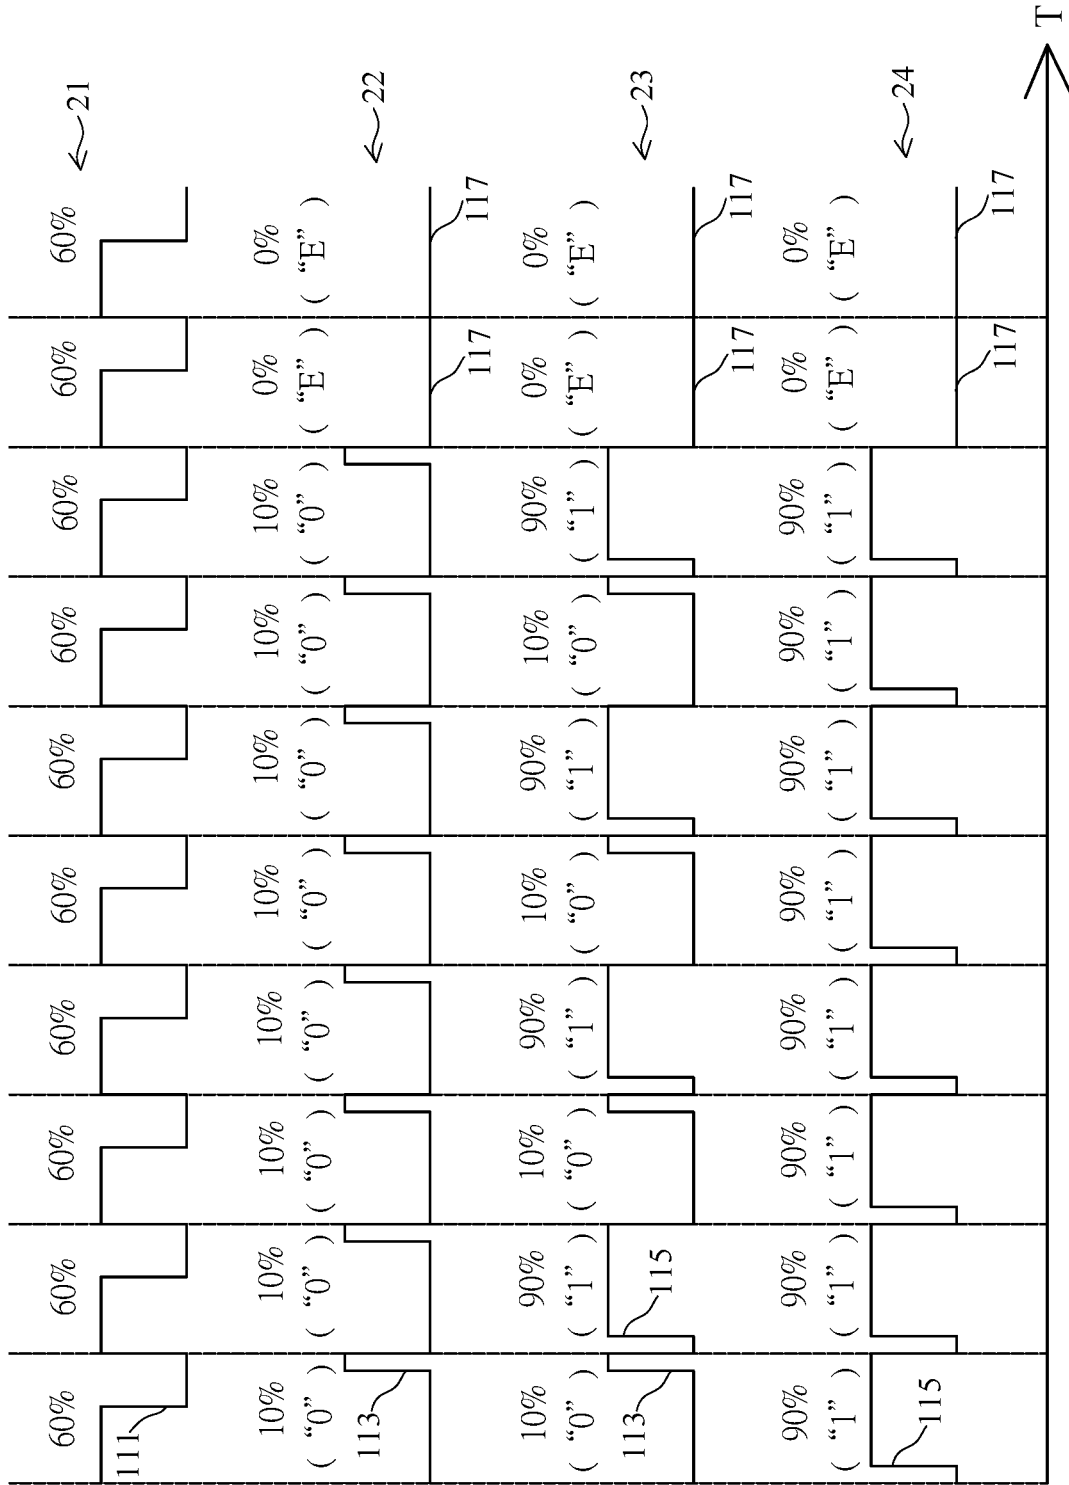 60% 60% 60% 60% 60% 60% 60% 60% 60% 60% 21
111
10% 10% 10% 10% 10% 10% 10% 10% 0% 0%
( “0” ) ( “0” ) ( “0” ) ( “0” ) ( “0” ) ( “0” ) ( “0” ) ( “0” ) ( “E” ) ( “E” ) 22
113 117 117
10% 90% 10% 90% 10% 90% 10% 90% 0% 0%
( “0” ) ( “1” ) ( “0” ) ( “1” ) ( “0” ) ( “1” ) ( “0” ) ( “1” ) ( “E” ) ( “E” ) 23
113 115 117 117
90% 90% 90% 90% 90% 90% 90% 90% 0% 0%
( “1” ) ( “1” ) ( “1” ) ( “1” ) ( “1” ) ( “1” ) ( “1” ) ( “1” ) ( “E” ) ( “E” ) 24
115 117 117
T